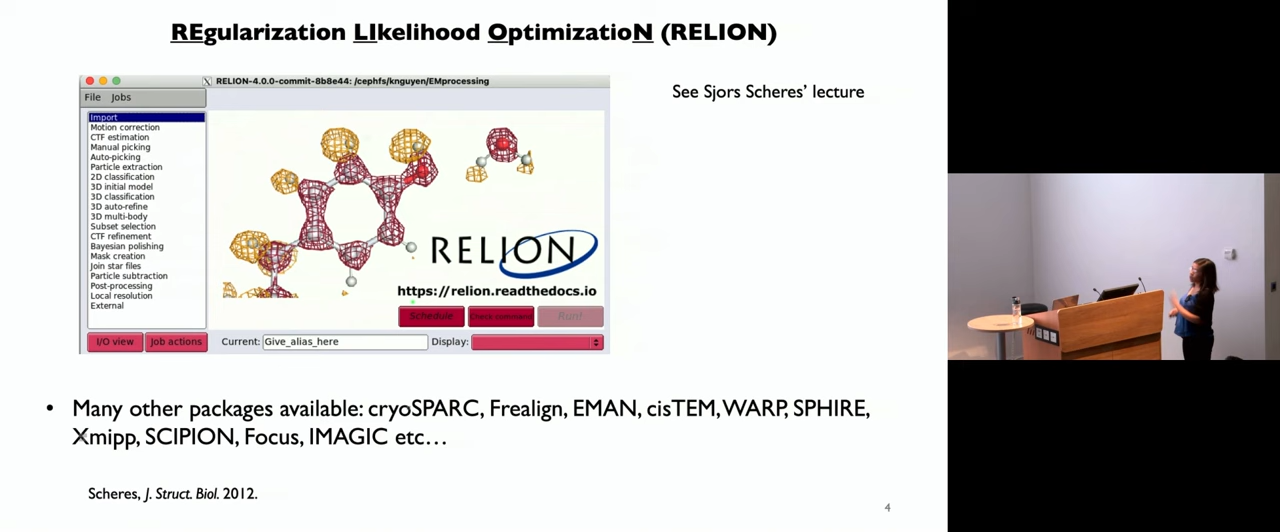 REgularization LIkelihood OptimizatioN (RELION)
RELION-4.0.0-commit-8b8e44: /cephfs/knguyen/EMprocessing
See Sjors Scheres’ lecture
File Jobs
Import
Motion correction
CTF estimation
Manual picking
Auto-picking
Particle extraction
2D classification
3D initial model
3D classification
3D auto-refine
3D multi-body
Subset selection
CTF refinement
Bayesian polishing
Mask creation
Join star files
Particle subtraction
Post-processing
Local resolution
External
RELION
https://relion.readthedocs.io
Schedule Check command Run!
I/O view Job actions Current: Give_alias_here Display:
• Many other packages available: cryoSPARC, Frealign, EMAN, cisTEM, WARP, SPHIRE,
Xmipp, SCIPION, Focus, IMAGIC etc…
Scheres, J. Struct. Biol. 2012.
4